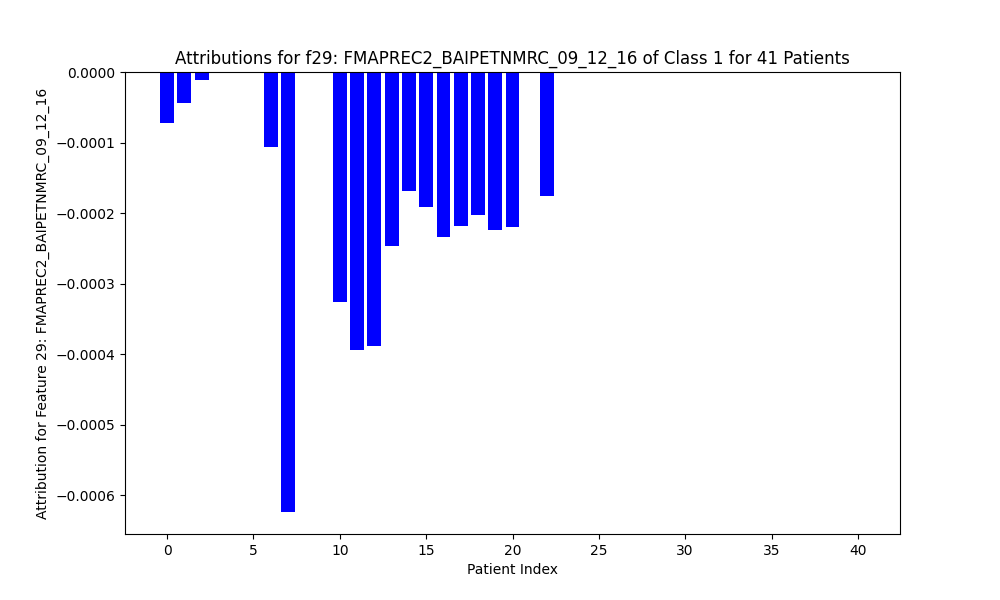 Attributions for f29: FMAPREC2_BAIPETNMRC_09_12_16 of Class 1 for 41 Patients
Attribution for Feature 29: FMAPREC2_BAIPETNMRC_09_12_16
0.0000
−0.0001
−0.0002
−0.0003
−0.0004
−0.0005
−0.0006
0 5 10 15 20 25 30 35 40
Patient Index